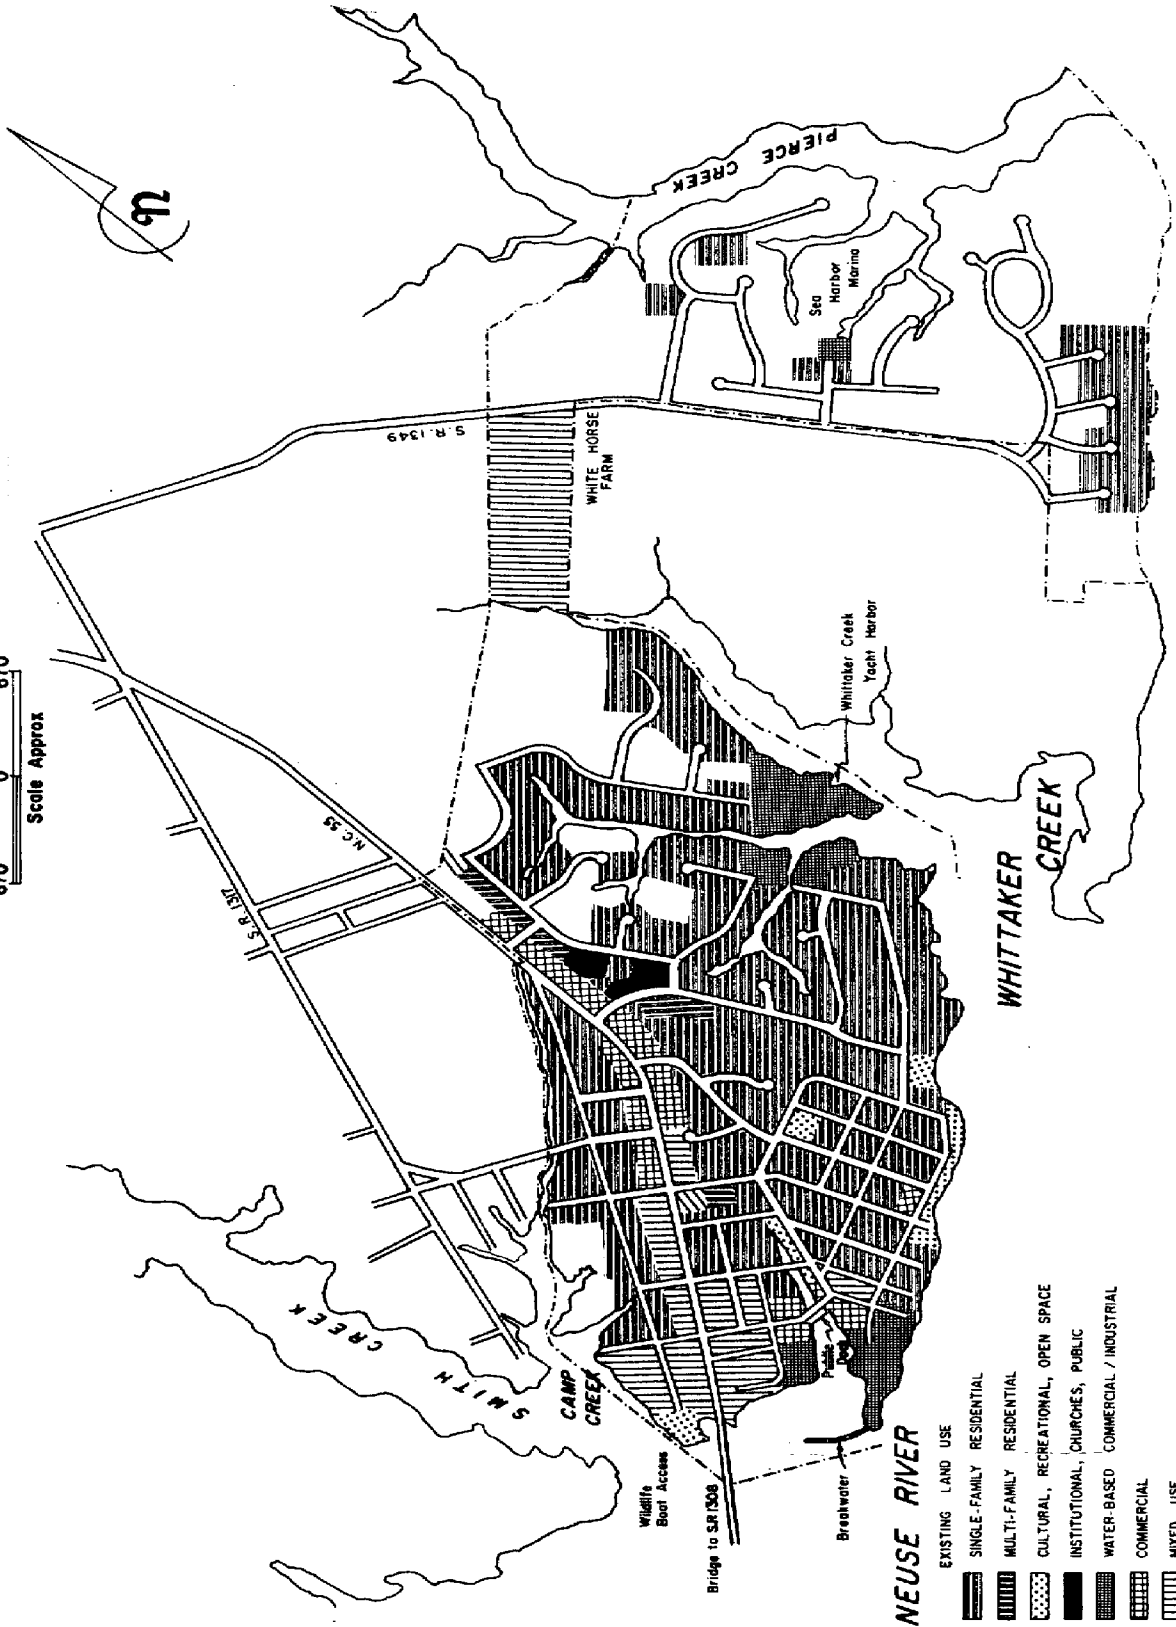 670 0 670
Scale Approx
N
PIERCE CREEK
S.R. 1349
WHITE HORSE
FARM
Sea
Harbor
Marina
N.C. 55
S.R. 1317
Whittaker Creek
Yacht Harbor
WHITTAKER
CREEK
SMITH CREEK
CAMP
CREEK
Wildlife
Boat Access
Bridge to S.R 1308
Public
Dock
Breakwater
NEUSE RIVER
EXISTING LAND USE
SINGLE-FAMILY RESIDENTIAL
MULTI-FAMILY RESIDENTIAL
CULTURAL, RECREATIONAL, OPEN SPACE
INSTITUTIONAL, CHURCHES, PUBLIC
WATER-BASED COMMERCIAL / INDUSTRIAL
COMMERCIAL
MIXED USE